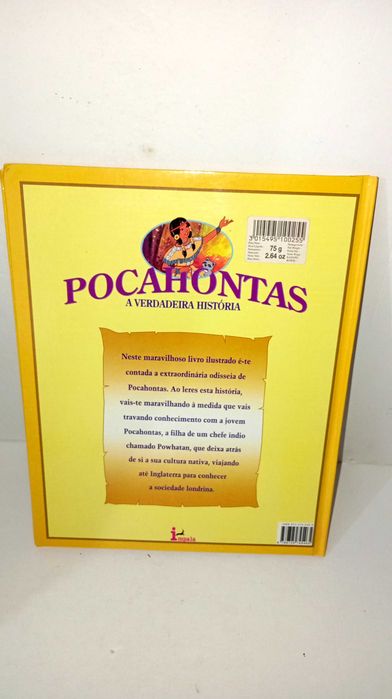 3015495100255
75 g
2.64 oz
POCAHONTAS
A VERDADEIRA HISTÓRIA
Neste maravilhoso livro ilustrado é-te
contada a extraordinária odisseia de
Pocahontas. Ao leres esta história,
vais-te maravilhando à medida que vais
travando conhecimento com a jovem
Pocahontas, a filha de um chefe índio
chamado Powhatan, que deixa atrás
de si a sua cultura nativa, viajando
até Inglaterra para conhecer
a sociedade londrina.
impala